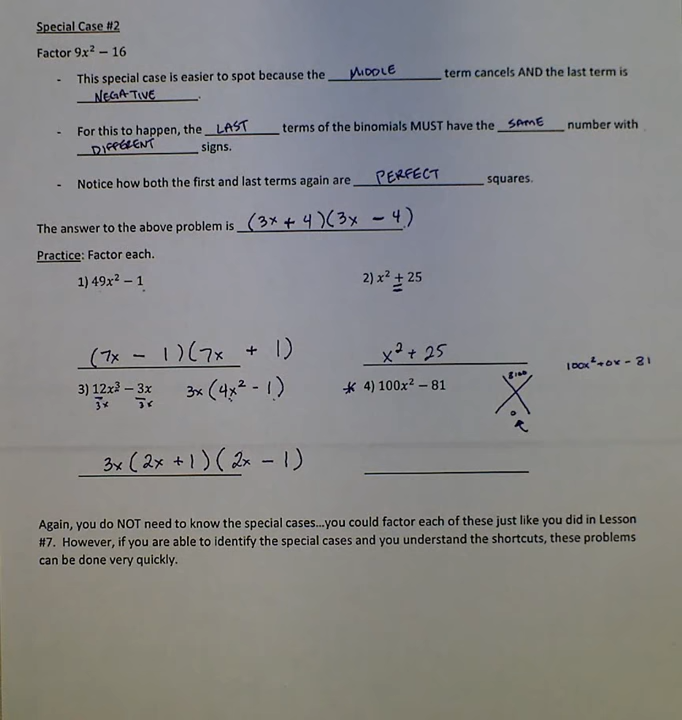 Special Case #2
Factor 9x² – 16
- This special case is easier to spot because the MIDDLE term cancels AND the last term is
NEGATIVE.
- For this to happen, the LAST terms of the binomials MUST have the SAME number with
DIFFERENT signs.
- Notice how both the first and last terms again are PERFECT squares.
The answer to the above problem is (3x + 4)(3x – 4).
Practice: Factor each.
1) 49x² – 1 2) x² + 25
(7x – 1)(7x + 1) x² + 25
100x² + 0x – 81
3) 12x³ – 3x 3x(4x² – 1) * 4) 100x² – 81
3x 3x 0
3x(2x + 1)(2x – 1)
Again, you do NOT need to know the special cases...you could factor each of these just like you did in Lesson
#7. However, if you are able to identify the special cases and you understand the shortcuts, these problems
can be done very quickly.